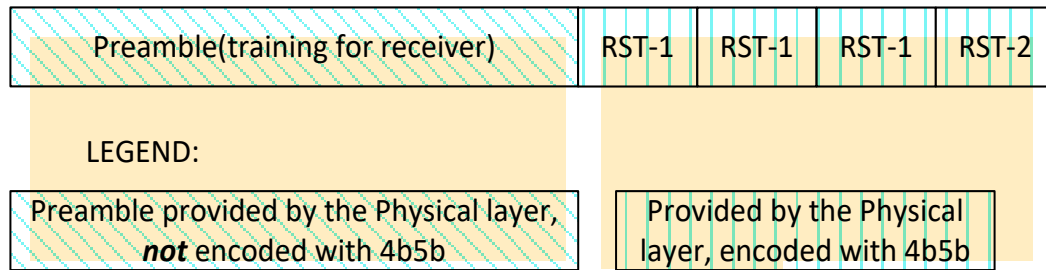 Preamble(training for receiver) RST-1 RST-1 RST-1 RST-2
LEGEND:
Preamble provided by the Physical layer,
not encoded with 4b5b
Provided by the Physical
layer, encoded with 4b5b